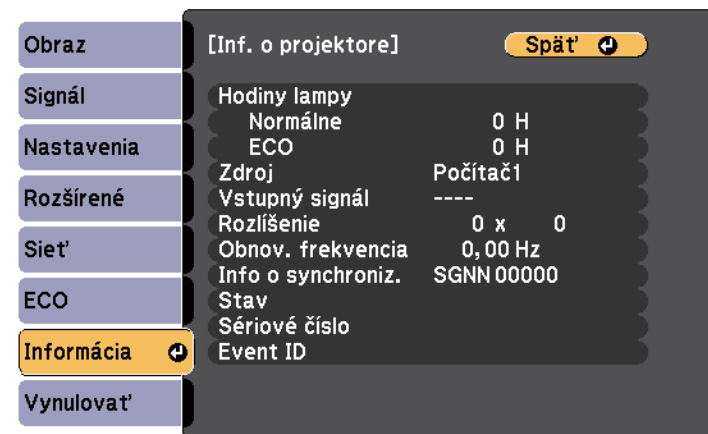 Obraz
Signál
Nastavenia
Rozšírené
Sieť
ECO
Informácia
Vynulovať
[Inf. o projektore]
Späť
Hodiny lampy
Normálne 0 H
ECO 0 H
Zdroj Počítač1
Vstupný signál ----
Rozlíšenie 0 x 0
Obnov. frekvencia 0,00 Hz
Info o synchroniz. SGNN 00000
Stav
Sériové číslo
Event ID